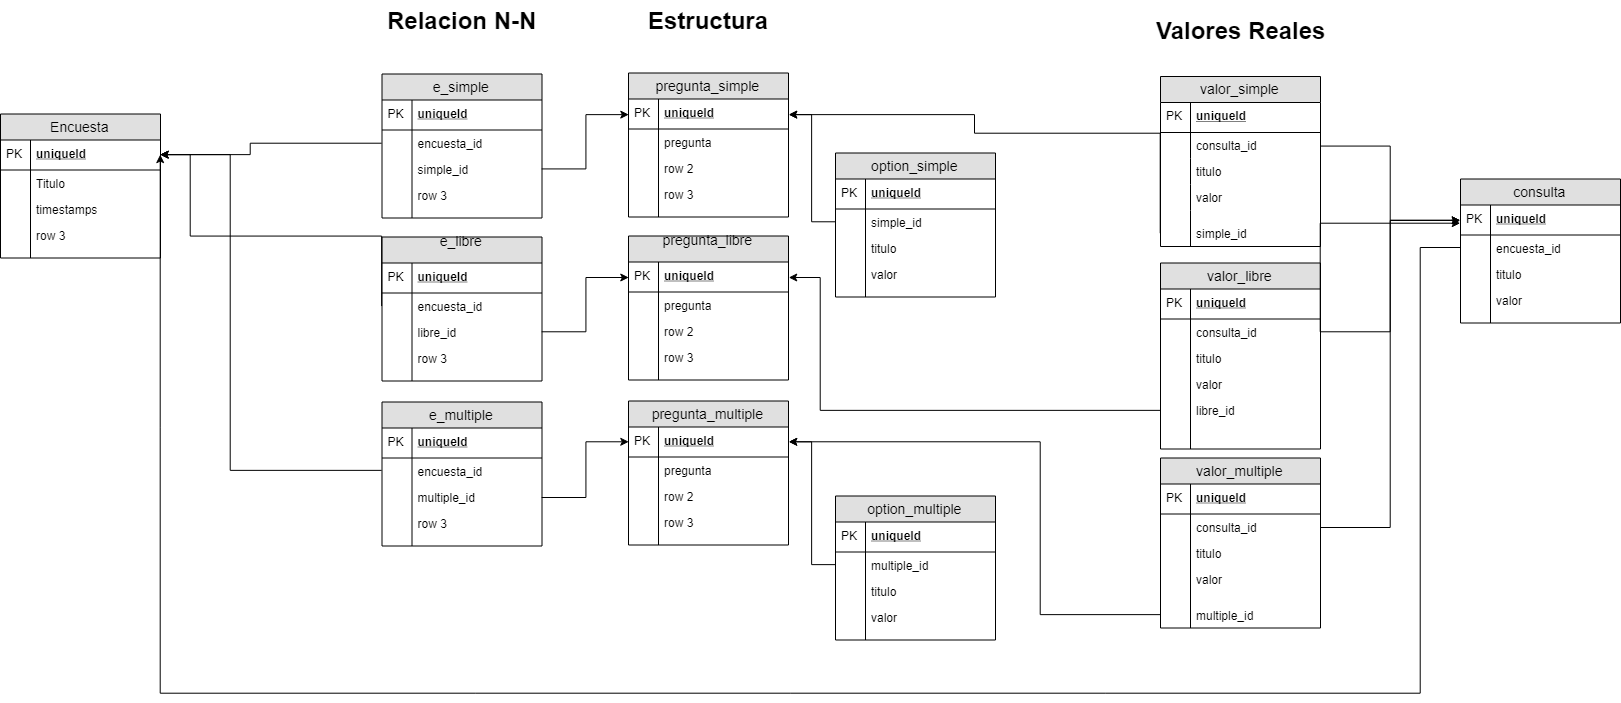 Relacion N-N
Estructura
Valores Reales
Encuesta
PK uniqueId
Titulo
timestamps
row 3
e_simple
PK uniqueId
encuesta_id
simple_id
row 3
e_libre
PK uniqueId
encuesta_id
libre_id
row 3
e_multiple
PK uniqueId
encuesta_id
multiple_id
row 3
pregunta_simple
PK uniqueId
pregunta
row 2
row 3
pregunta_libre
PK uniqueId
pregunta
row 2
row 3
pregunta_multiple
PK uniqueId
pregunta
row 2
row 3
option_simple
PK uniqueId
simple_id
titulo
valor
option_multiple
PK uniqueId
multiple_id
titulo
valor
valor_simple
PK uniqueId
consulta_id
titulo
valor
simple_id
valor_libre
PK uniqueId
consulta_id
titulo
valor
libre_id
valor_multiple
PK uniqueId
consulta_id
titulo
valor
multiple_id
consulta
PK uniqueId
encuesta_id
titulo
valor